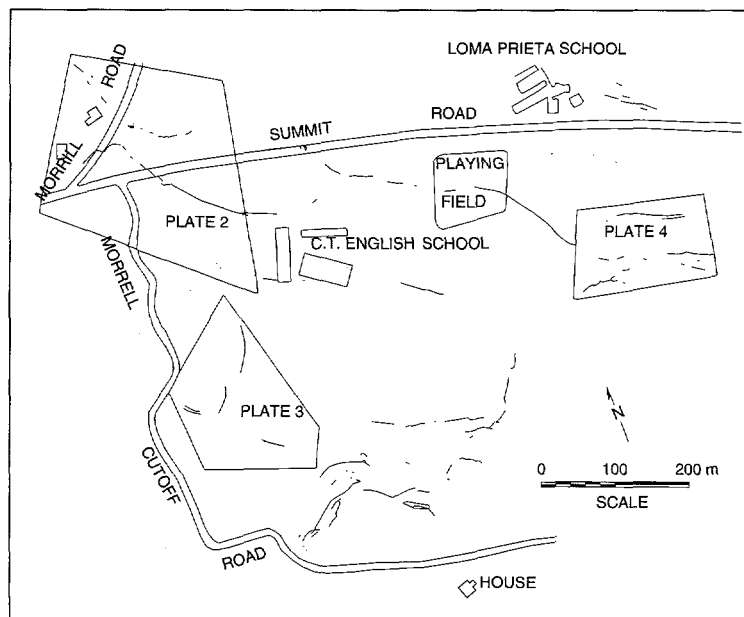 LOMA PRIETA SCHOOL
ROAD
ROAD
SUMMIT
MORRILL
PLAYING
FIELD
PLATE 2
PLATE 4
C.T. ENGLISH SCHOOL
MORRELL
PLATE 3
N
CUTOFF
0 100 200 m
SCALE
ROAD
HOUSE